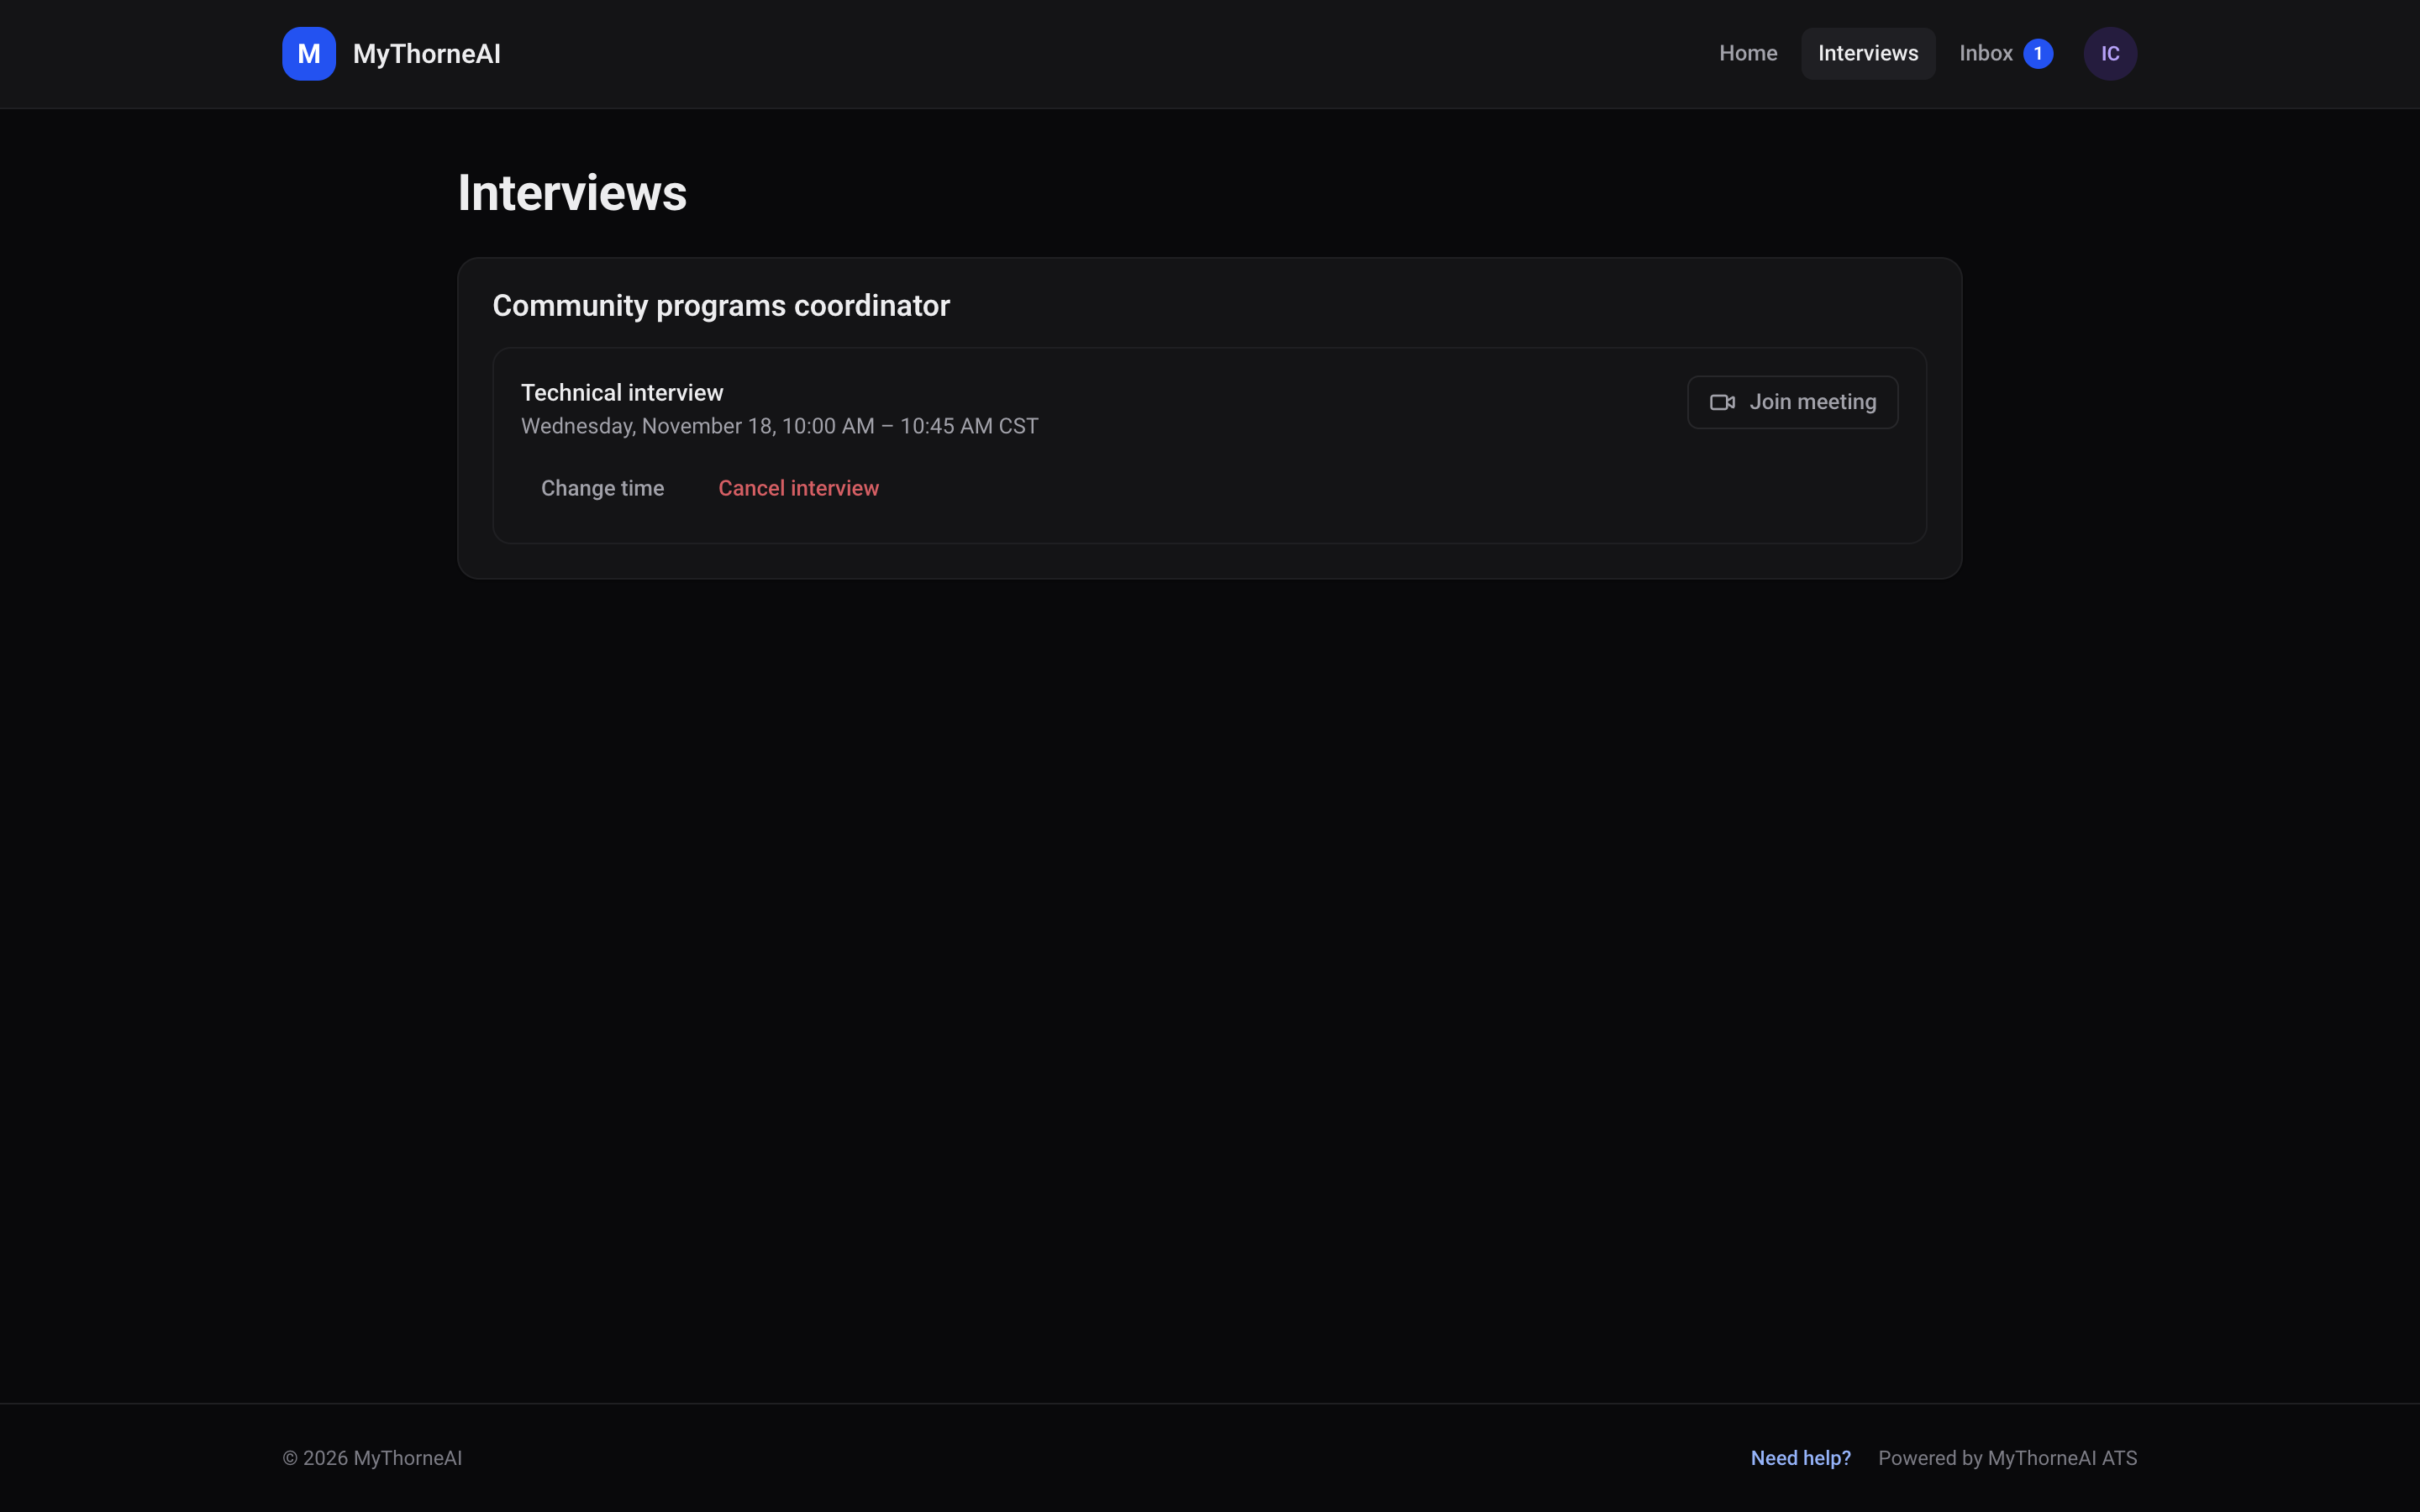 M MyThorneAI
Home Interviews Inbox 1 IC
Interviews
Community programs coordinator
Technical interview
Join meeting
Wednesday, November 18, 10:00 AM – 10:45 AM CST
Change time Cancel interview
© 2026 MyThorneAI
Need help? Powered by MyThorneAI ATS